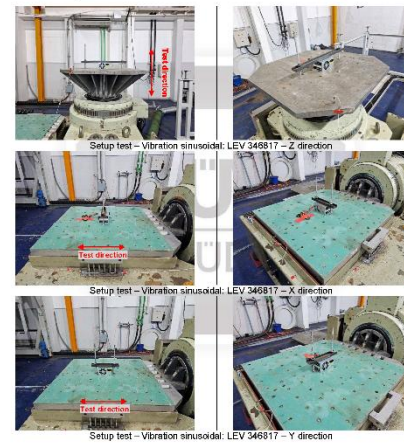 Test direction
Setup test – Vibration sinusoidal: LEV 346817 – Z direction
Test direction
Setup test – Vibration sinusoidal: LEV 346817 – X direction
Test direction
Setup test – Vibration sinusoidal: LEV 346817 – Y direction